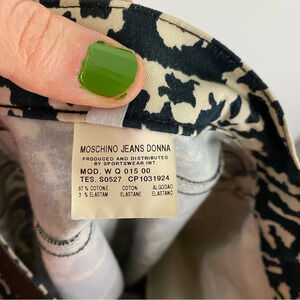 MOSCHINO JEANS DONNA
PRODUCED AND DISTRIBUTED
BY SPORTSWEAR INT.
MOD. W Q 015 00
TES. S0527 CP1031924
97 % COTONE COTON ALGODAO
3 % ELASTAM ELASTANE ELASTANO